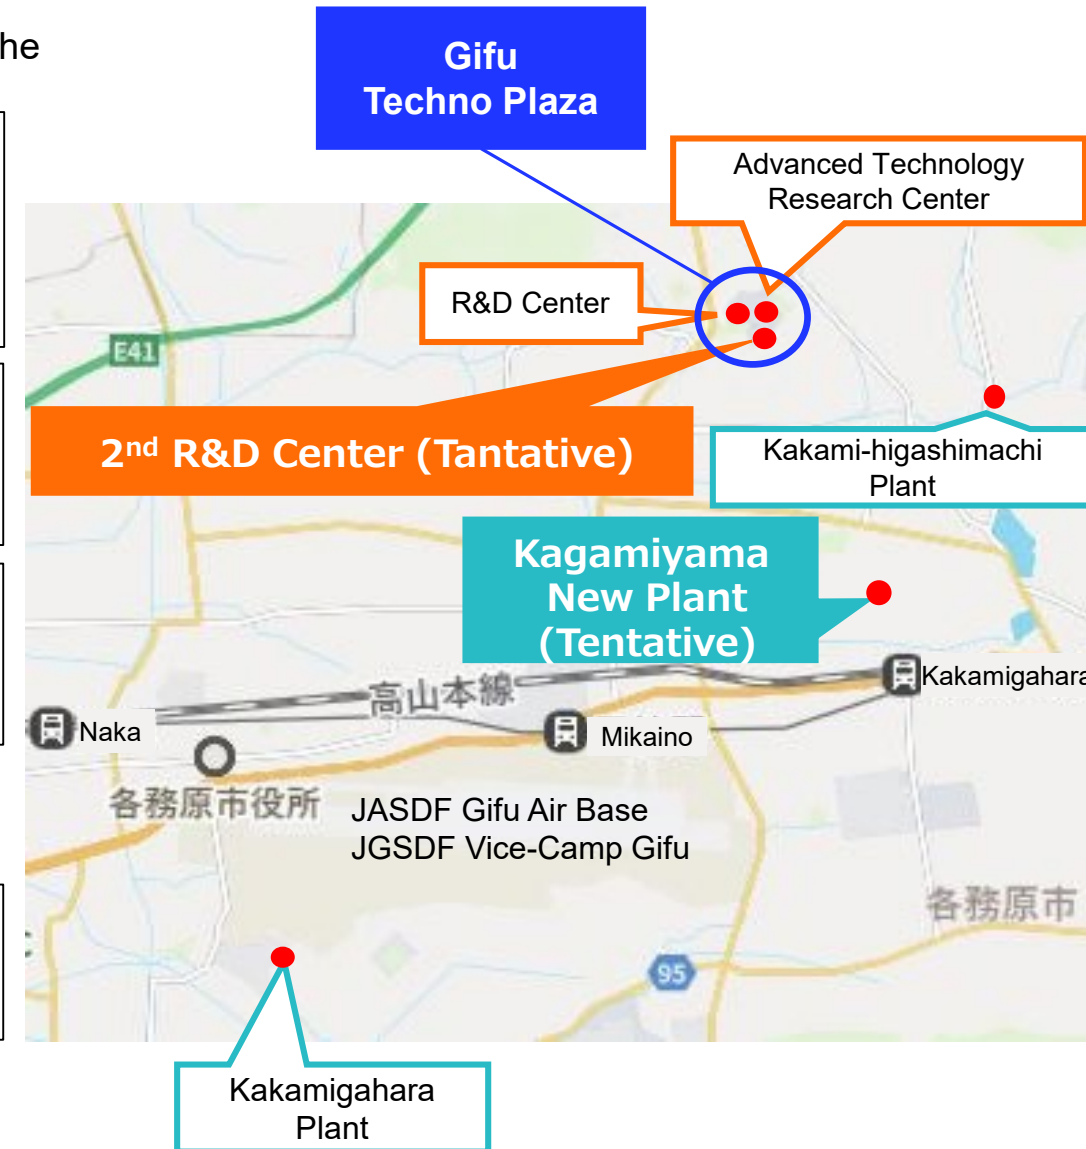 he
Gifu
Techno Plaza
Advanced Technology
Research Center
R&D Center
E41
2nd R&D Center (Tantative)
Kakami-higashimachi
Plant
Kagamiyama
New Plant
(Tentative)
高山本線
Kakamigahara
Naka
Mikaino
各務原市役所
JASDF Gifu Air Base
JGSDF Vice-Camp Gifu
各務原市
95
Kakamigahara
Plant